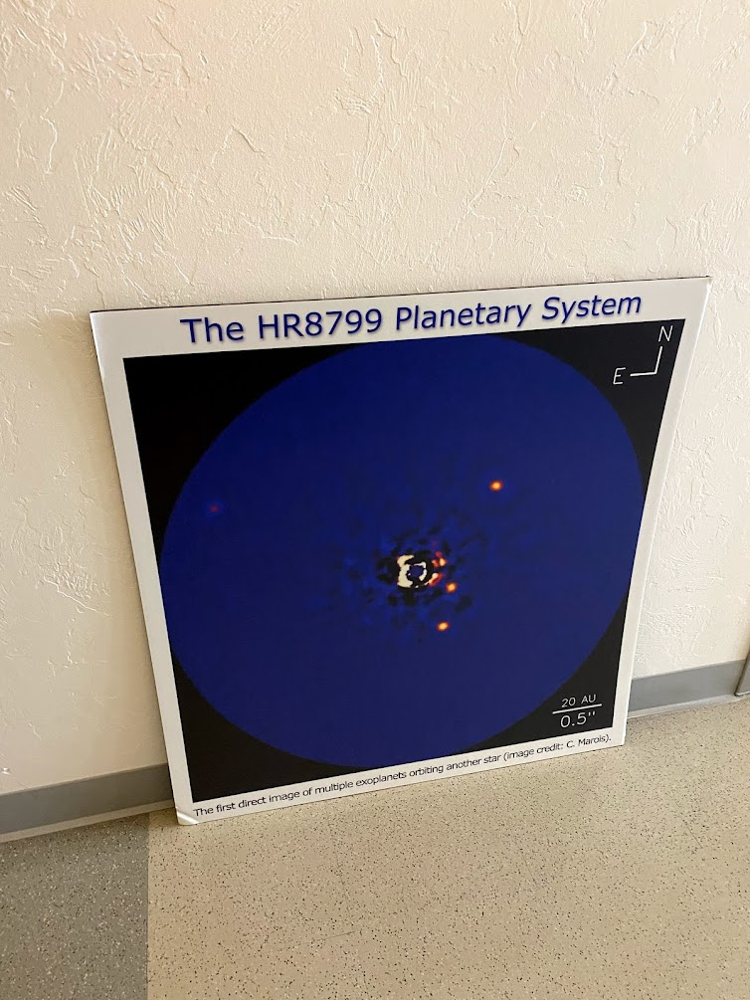 The HR8799 Planetary System
N
E
20 AU
0.5"
The first direct image of multiple exoplanets orbiting another star (image credit: C. Marois).